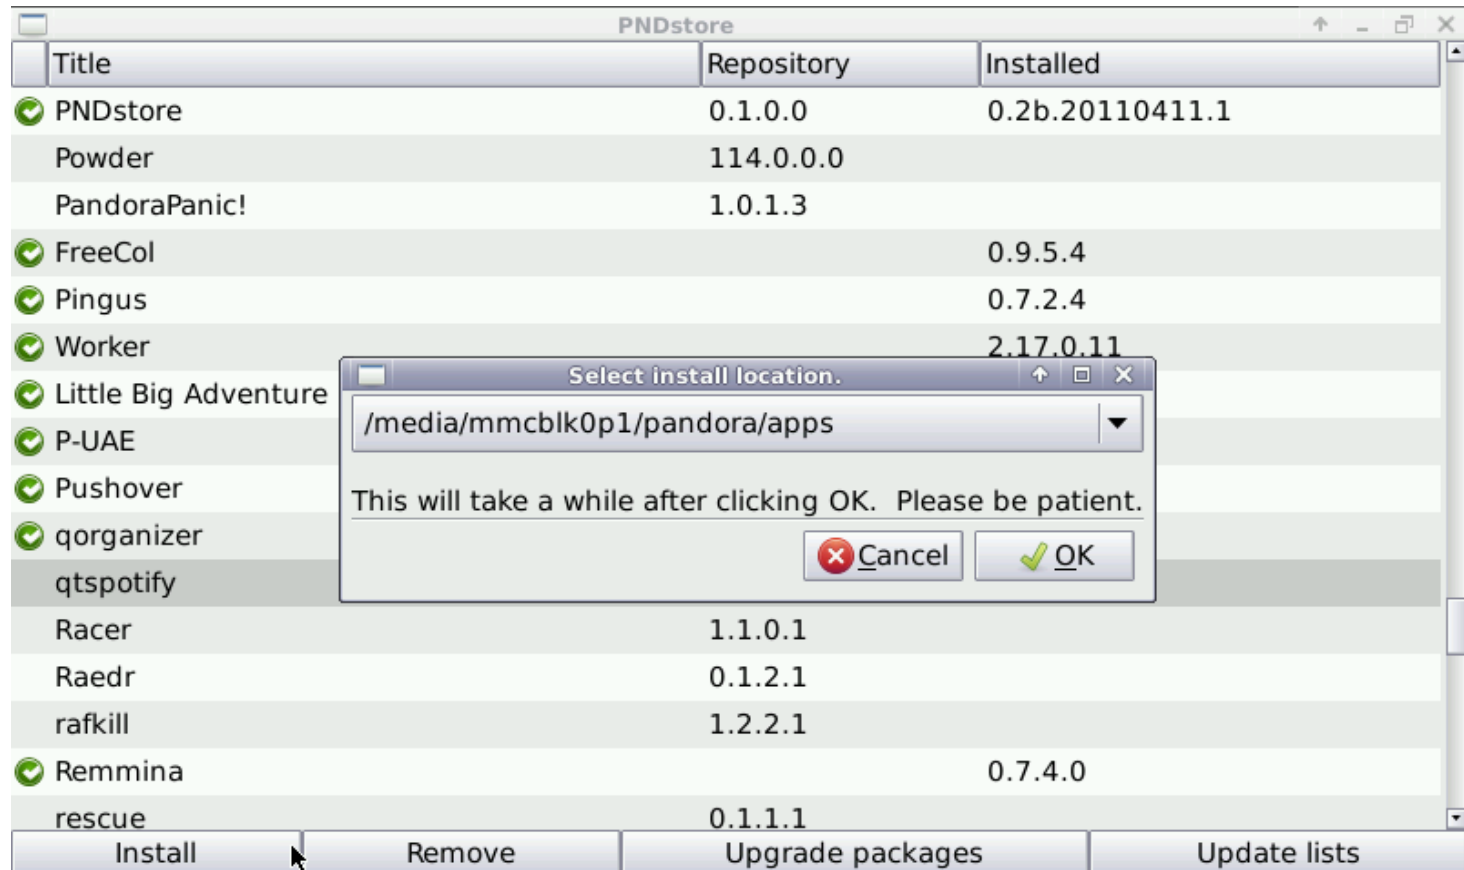 PNDstore
Title Repository Installed
PNDstore 0.1.0.0 0.2b.20110411.1
Powder 114.0.0.0
PandoraPanic! 1.0.1.3
FreeCol 0.9.5.4
Pingus 0.7.2.4
Worker 2.17.0.11
Little Big Adventure
P-UAE
Pushover
qorganizer
qtspotify
Select install location.
/media/mmcblk0p1/pandora/apps
This will take a while after clicking OK.  Please be patient.
Cancel OK
Racer 1.1.0.1
Raedr 0.1.2.1
rafkill 1.2.2.1
Remmina 0.7.4.0
rescue 0.1.1.1
Install Remove Upgrade packages Update lists